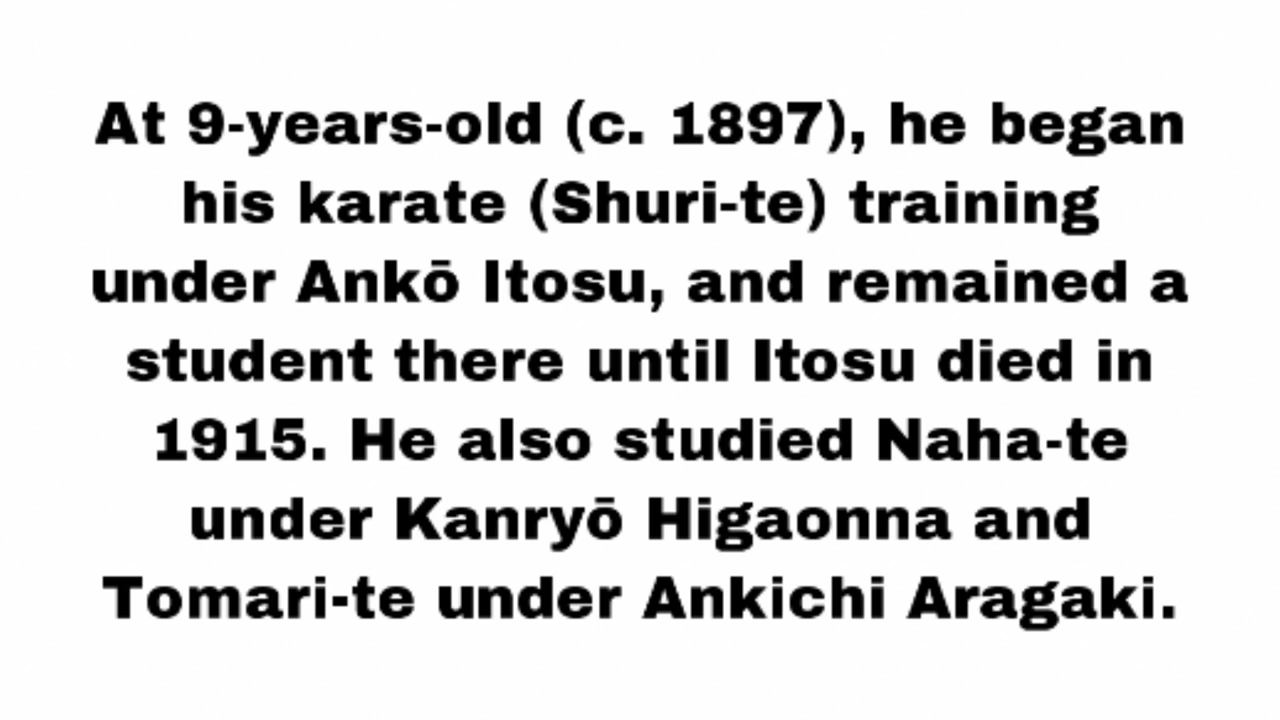 At 9-years-old (c. 1897), he began
his karate (Shuri-te) training
under Ankō Itosu, and remained a
student there until Itosu died in
1915. He also studied Naha-te
under Kanryō Higaonna and
Tomari-te under Ankichi Aragaki.